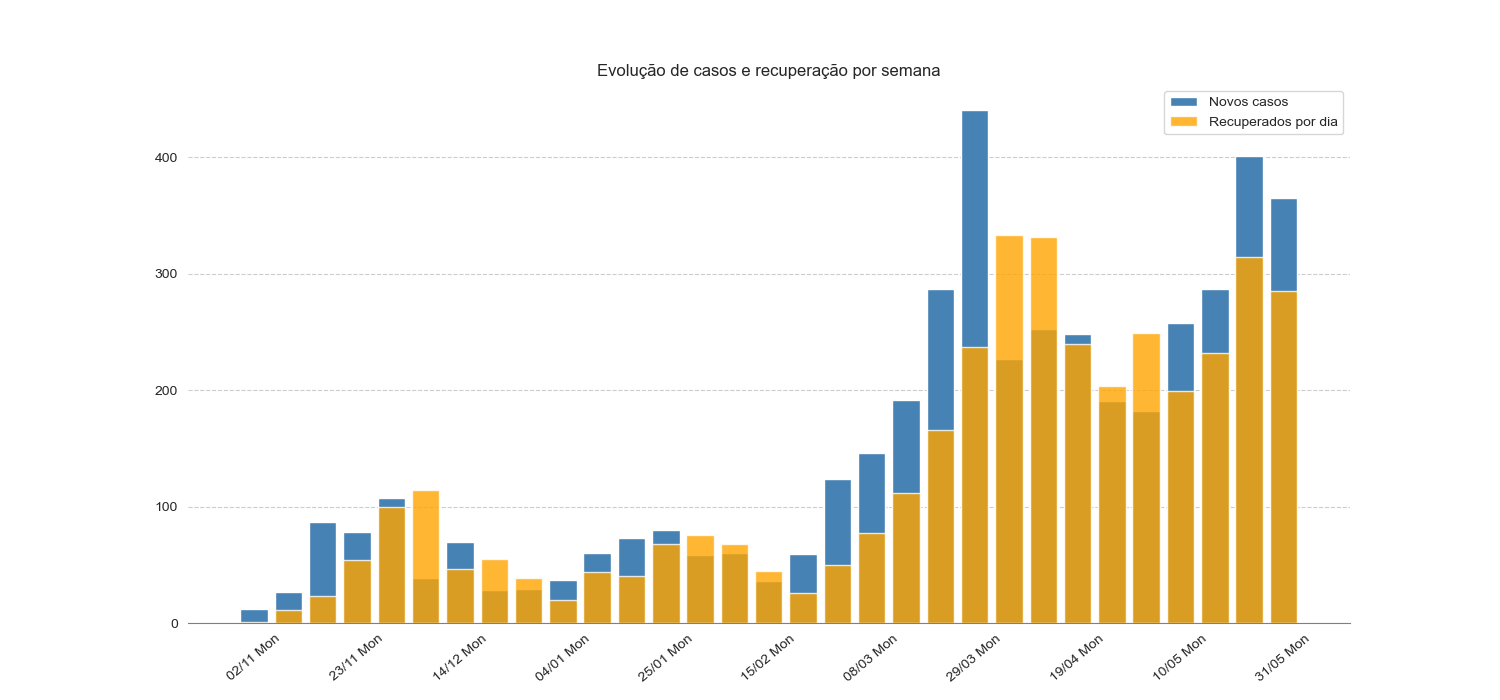 Evolução de casos e recuperação por semana
Novos casos
Recuperados por dia
400
300
200
100
0
02/11 Mon
23/11 Mon
14/12 Mon
04/01 Mon
25/01 Mon
15/02 Mon
08/03 Mon
29/03 Mon
19/04 Mon
10/05 Mon
31/05 Mon